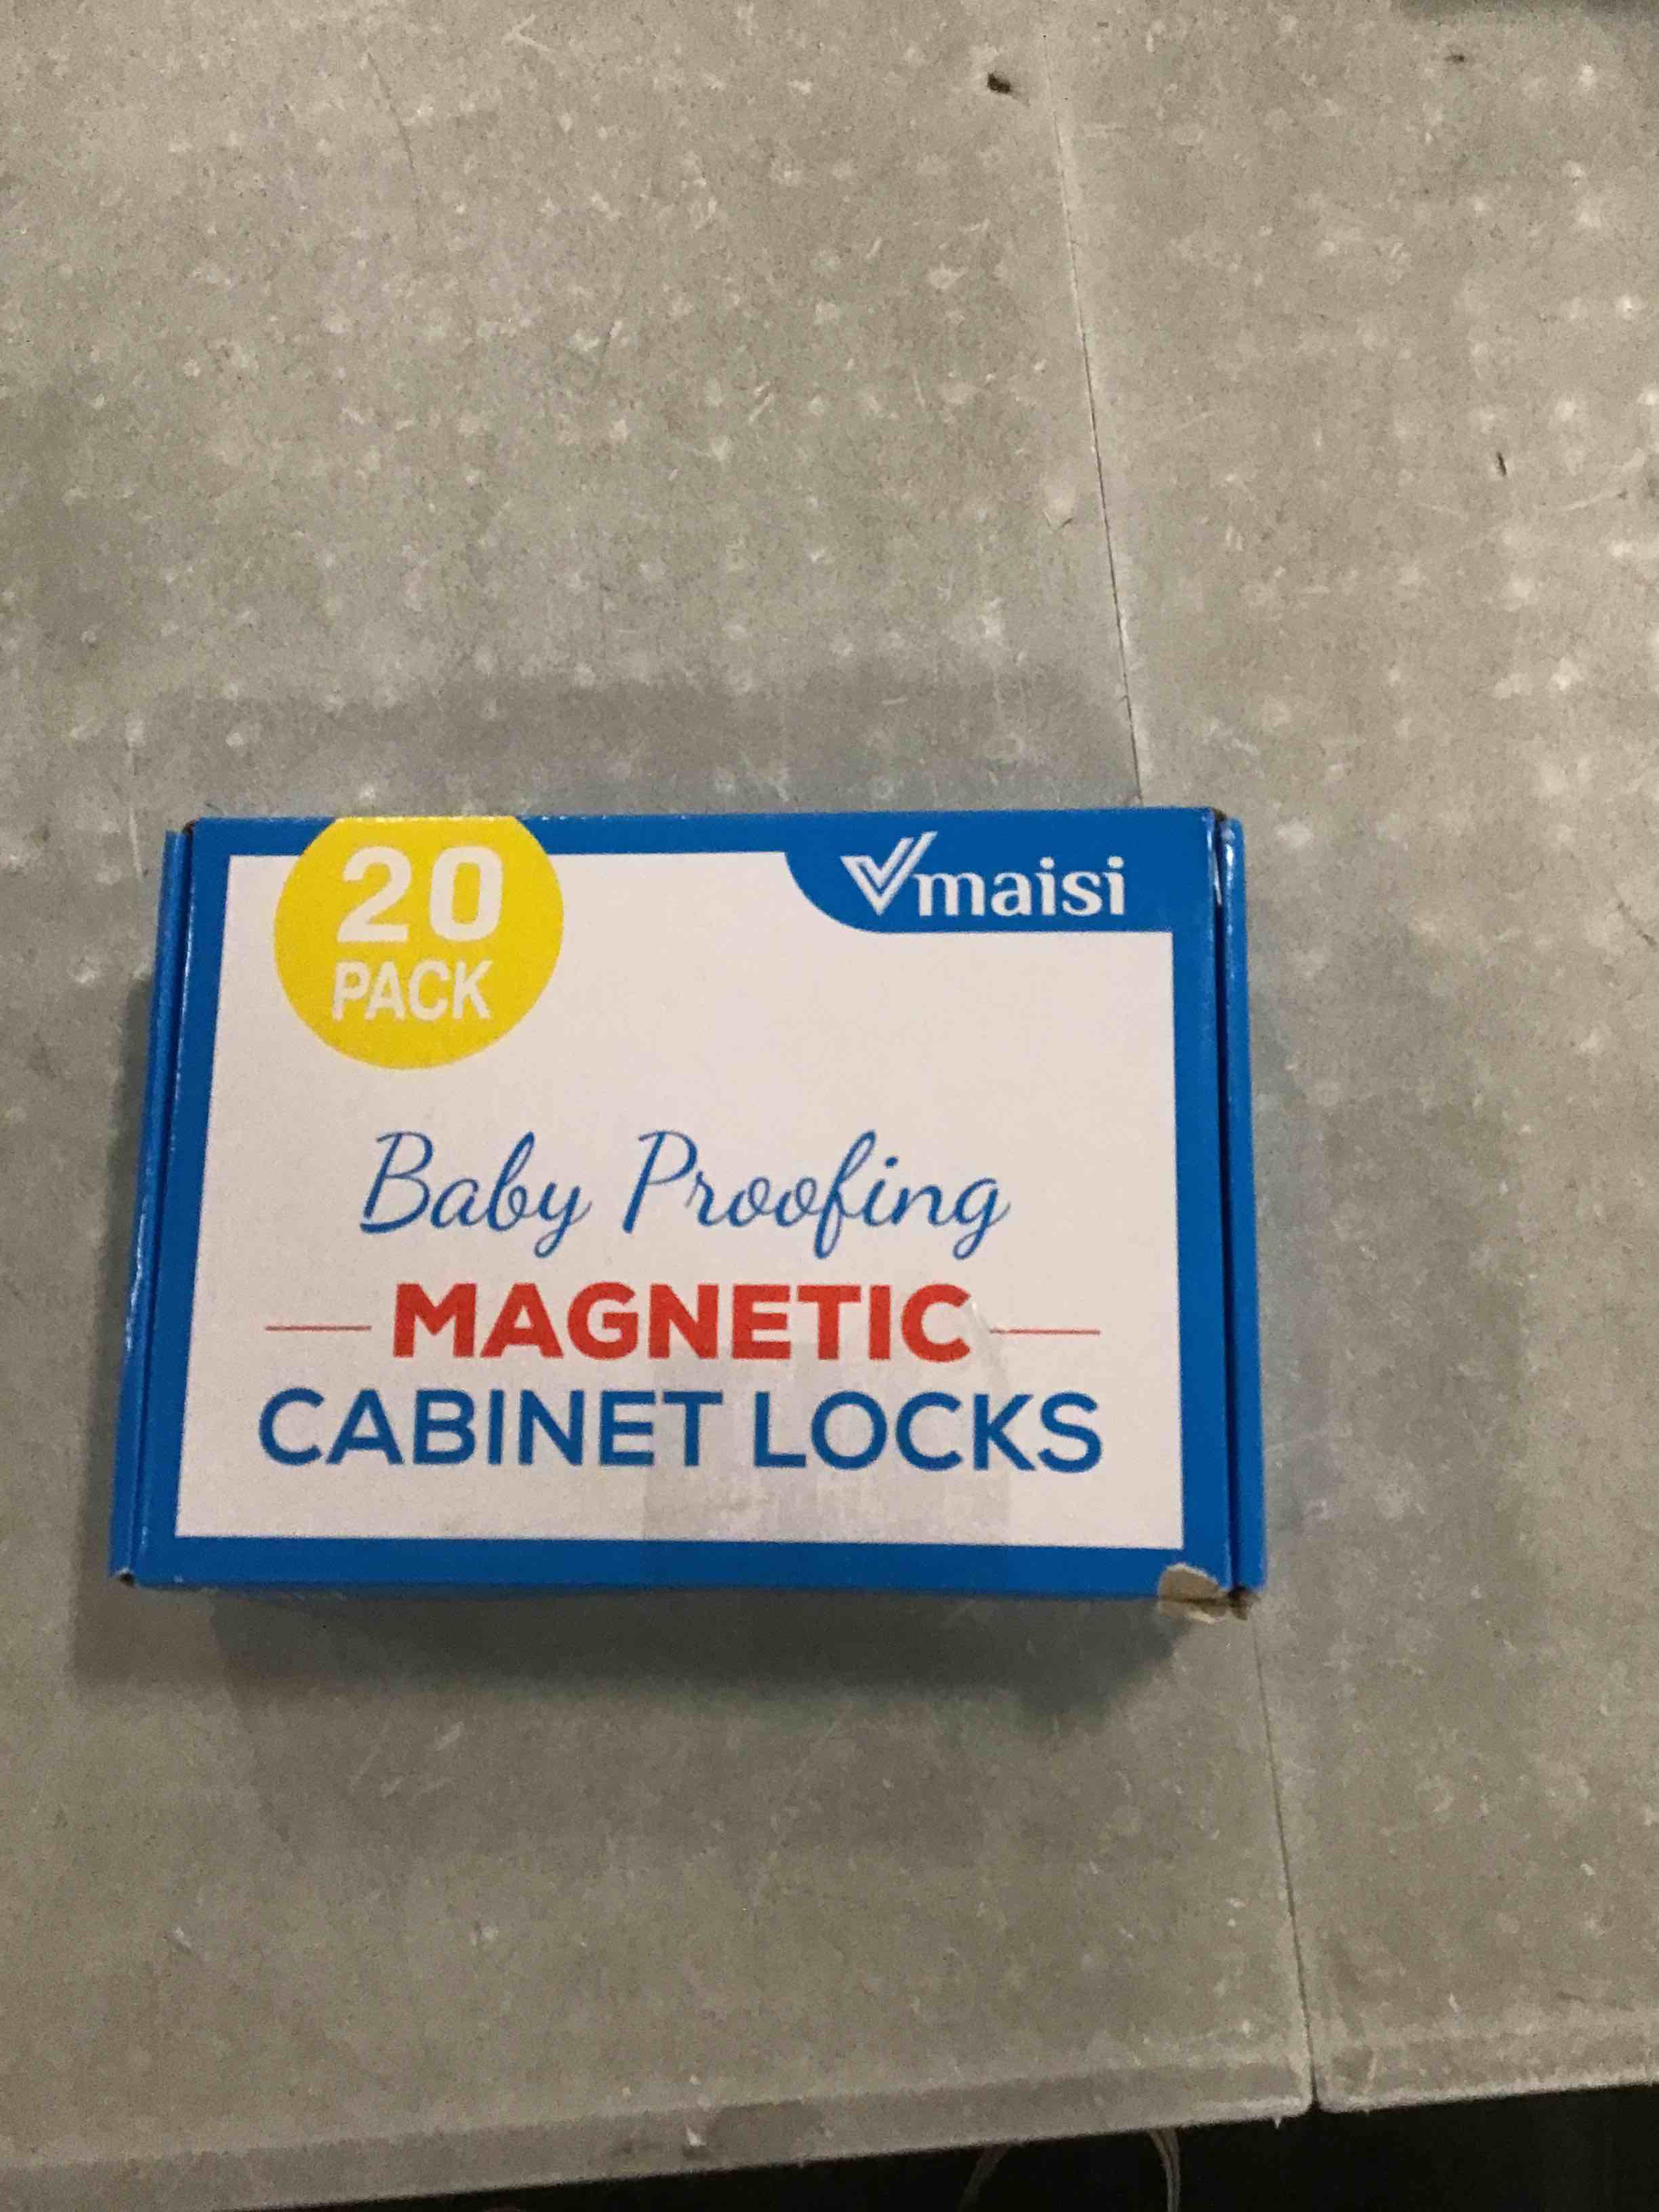 20
PACK
Vmaisi
Baby Proofing
MAGNETIC
CABINET LOCKS